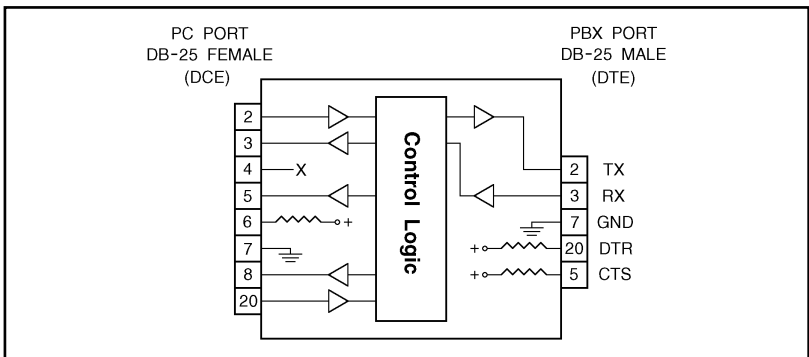 PC PORT
DB-25 FEMALE
(DCE)
PBX PORT
DB-25 MALE
(DTE)
2
3
4
X
5
6
+
7
8
20
Control Logic
2 TX
3 RX
7 GND
+ 20 DTR
+ 5 CTS